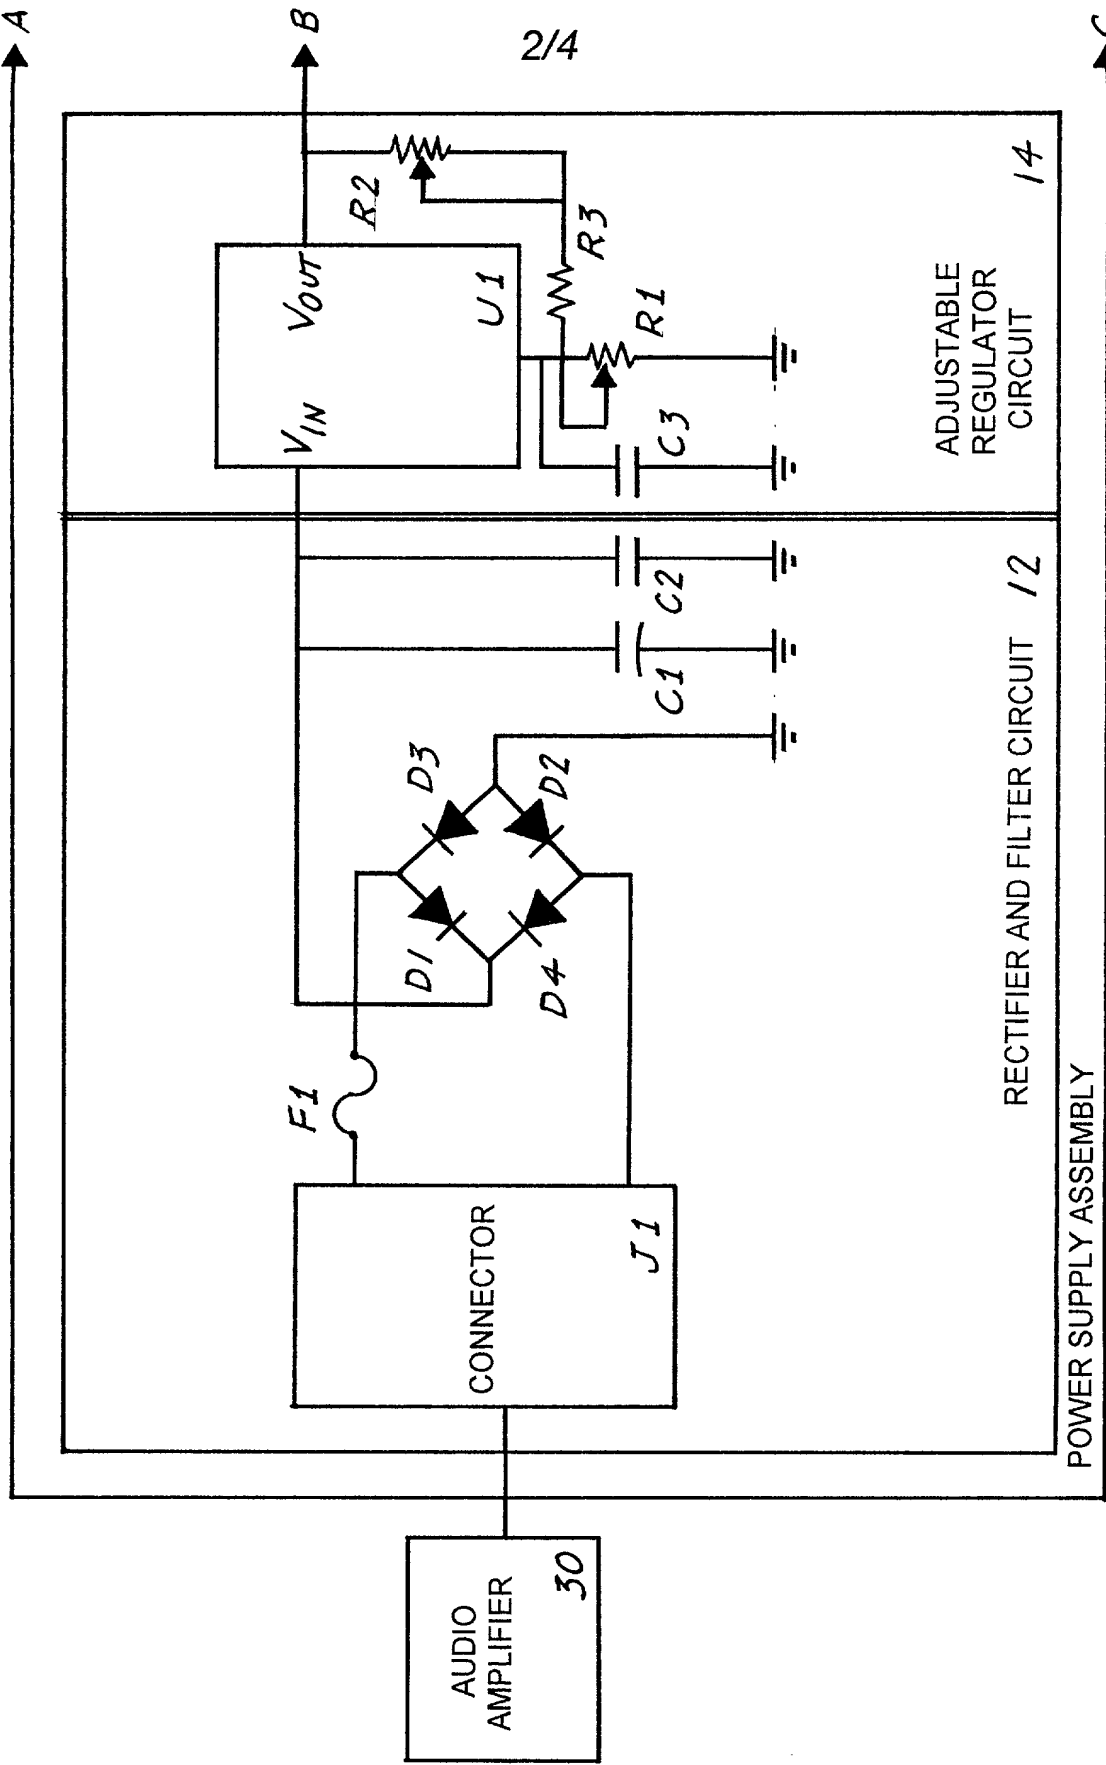 2/4
A
B
AUDIO
AMPLIFIER
30
CONNECTOR
J1
F1
D1
D3
D4
D2
C1
C2
C3
VIN
VOUT
U1
R2
R3
R1
RECTIFIER AND FILTER CIRCUIT 12
ADJUSTABLE
REGULATOR
CIRCUIT
14
POWER SUPPLY ASSEMBLY